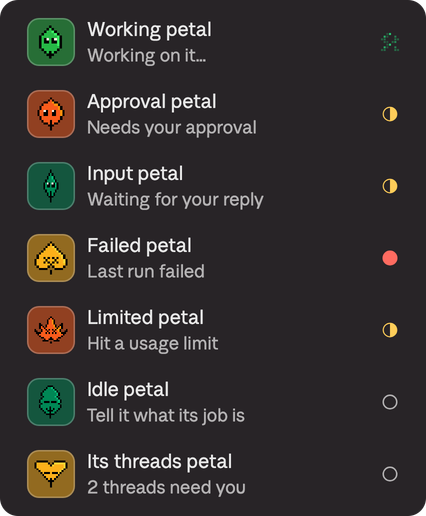 Working petal
Working on it...
Approval petal
Needs your approval
Input petal
Waiting for your reply
Failed petal
Last run failed
Limited petal
Hit a usage limit
Idle petal
Tell it what its job is
Its threads petal
2 threads need you